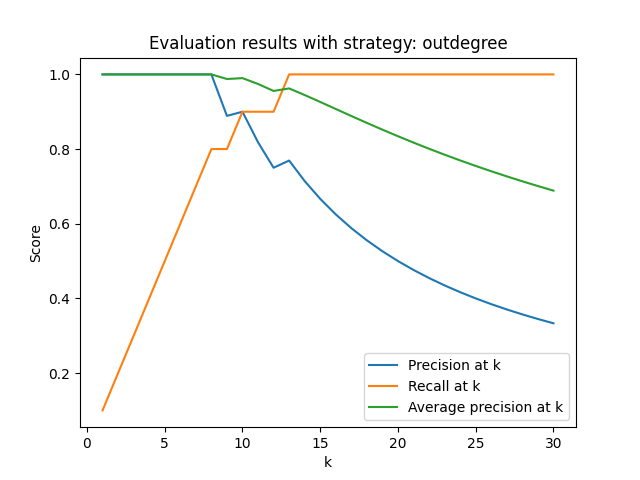 Evaluation results with strategy: outdegree
1.0
0.8
0.6
0.4
0.2
Score
0 5 10 15 20 25 30
k
Precision at k
Recall at k
Average precision at k